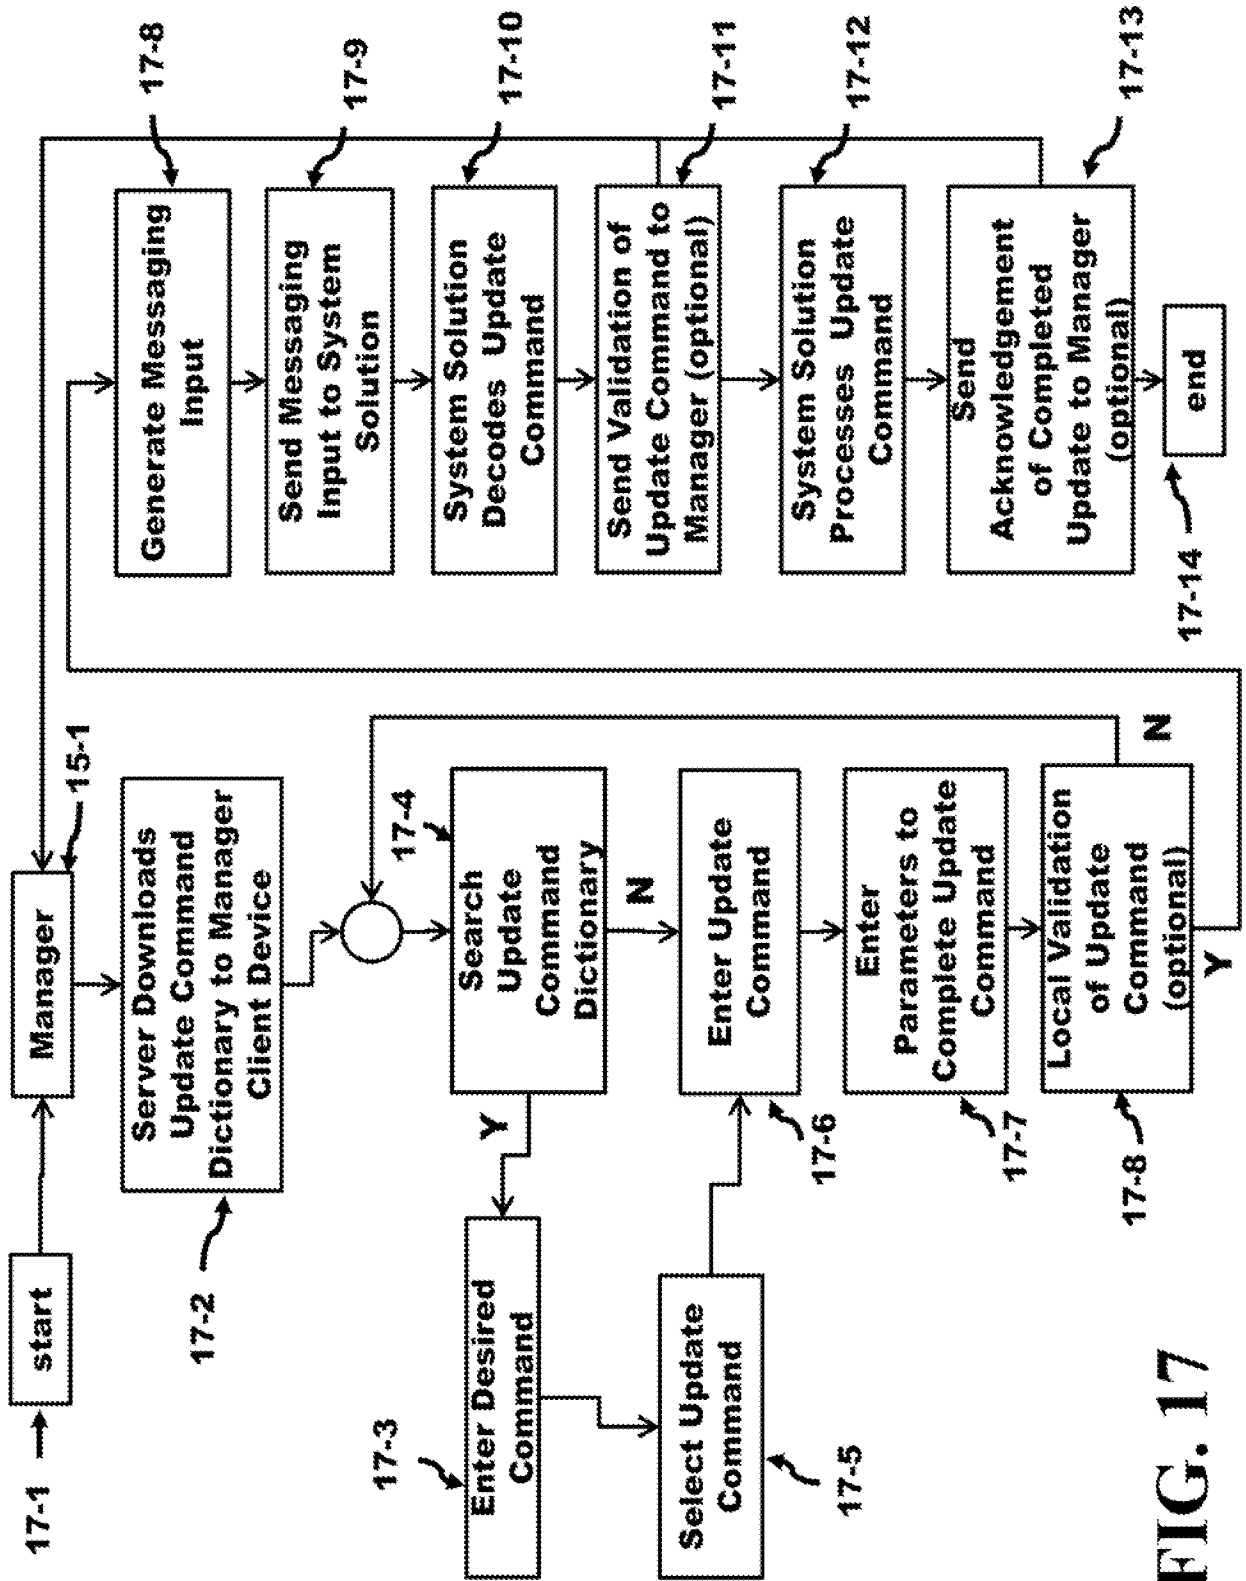 17-1
start
Manager
15-1
17-2
Server Downloads
Update Command
Dictionary to Manager
Client Device
17-4
Search
Update
Command
Dictionary
Y
N
17-3
Enter Desired
Command
17-5
Select Update
Command
17-6
Enter Update
Command
17-7
Enter
Parameters to
Complete Update
Command
17-8
Local Validation
of Update
Command
(optional)
N
Y
17-8
Generate Messaging
Input
17-9
Send Messaging
Input to System
Solution
17-10
System Solution
Decodes Update
Command
17-11
Send Validation of
Update Command to
Manager (optional)
17-12
System Solution
Processes Update
Command
17-13
Send
Acknowledgement
of Completed
Update to Manager
(optional)
17-14
end
FIG. 17